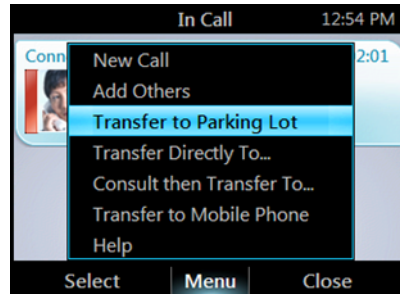 In Call 12:54 PM
Conn 2:01
New Call
Add Others
Transfer to Parking Lot
Transfer Directly To...
Consult then Transfer To...
Transfer to Mobile Phone
Help
Select Menu Close